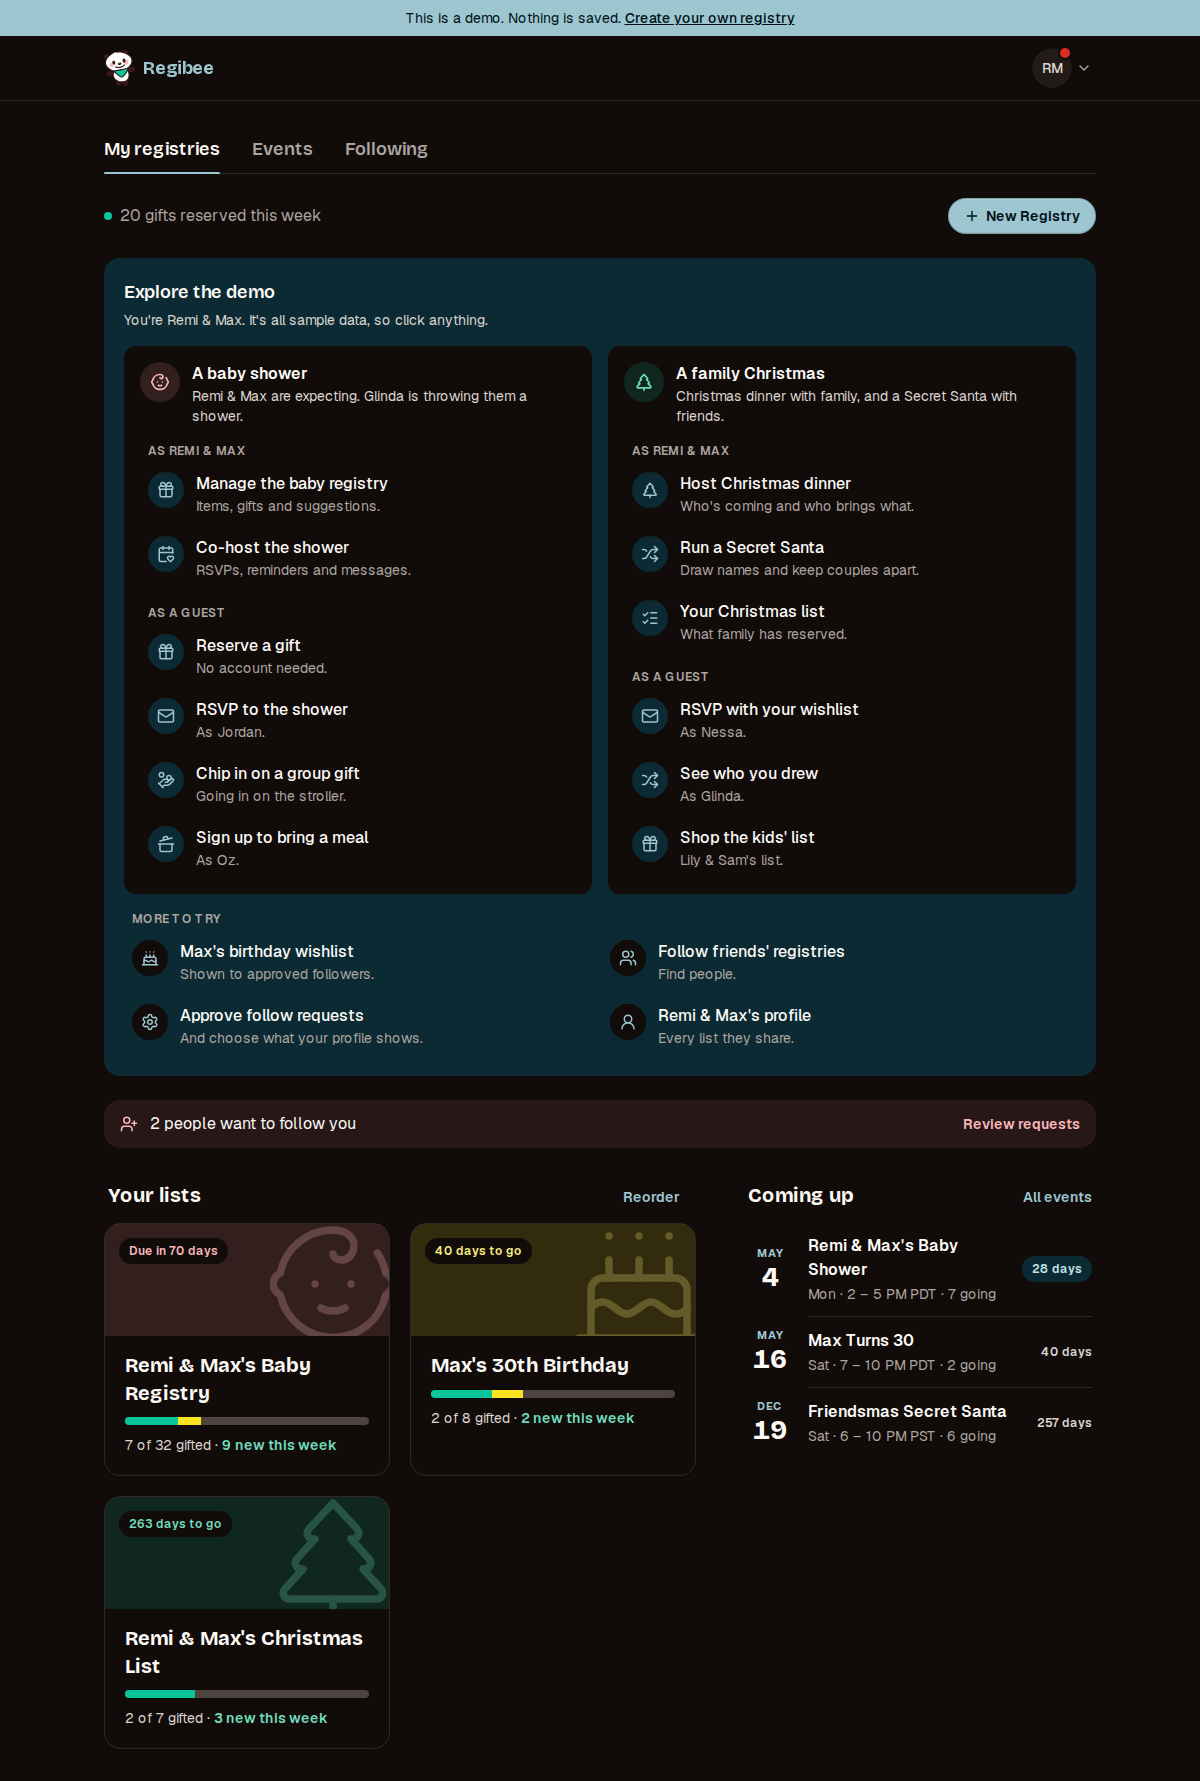 This is a demo. Nothing is saved. Create your own registry
Regibee
RM
My registries
Events
Following
20 gifts reserved this week
New Registry
Explore the demo
You're Remi & Max. It's all sample data, so click anything.
A baby shower
Remi & Max are expecting. Glinda is throwing them a
shower.
AS REMI & MAX
Manage the baby registry
Items, gifts and suggestions.
Co-host the shower
RSVPs, reminders and messages.
AS A GUEST
Reserve a gift
No account needed.
RSVP to the shower
As Jordan.
Chip in on a group gift
Going in on the stroller.
Sign up to bring a meal
As Oz.
A family Christmas
Christmas dinner with family, and a Secret Santa with
friends.
AS REMI & MAX
Host Christmas dinner
Who's coming and who brings what.
Run a Secret Santa
Draw names and keep couples apart.
Your Christmas list
What family has reserved.
AS A GUEST
RSVP with your wishlist
As Nessa.
See who you drew
As Glinda.
Shop the kids' list
Lily & Sam's list.
MORE TO TRY
Max's birthday wishlist
Shown to approved followers.
Follow friends' registries
Find people.
Approve follow requests
And choose what your profile shows.
Remi & Max's profile
Every list they share.
2 people want to follow you
Review requests
Your lists
Reorder
Due in 70 days
Remi & Max's Baby
Registry
7 of 32 gifted · 9 new this week
40 days to go
Max's 30th Birthday
2 of 8 gifted · 2 new this week
263 days to go
Remi & Max's Christmas
List
2 of 7 gifted · 3 new this week
Coming up
All events
MAY
4
Remi & Max's Baby
Shower
Mon · 2 – 5 PM PDT · 7 going
28 days
MAY
16
Max Turns 30
Sat · 7 – 10 PM PDT · 2 going
40 days
DEC
19
Friendsmas Secret Santa
Sat · 6 – 10 PM PST · 6 going
257 days